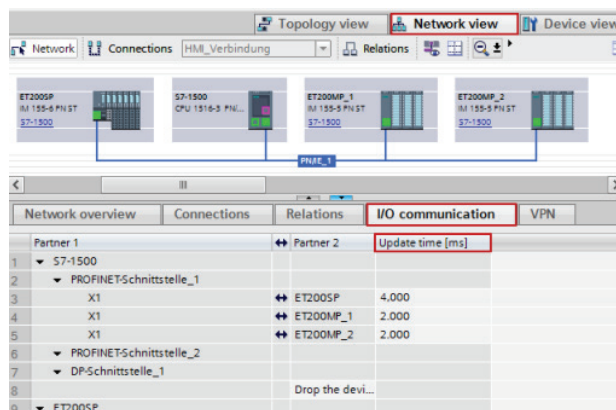 Topology view Network view Device view
Network Connections HMI_Verbindung Relations
ET200SP
IM 155-6 PN ST
S7-1500
S7-1500
CPU 1516-3 PN/...
ET200MP_1
IM 155-5 PN ST
S7-1500
ET200MP_2
IM 155-5 PN ST
S7-1500
PN/IE_1
Network overview Connections Relations I/O communication VPN
Partner 1 Partner 2 Update time [ms]
1 S7-1500
2 PROFINET-Schnittstelle_1
3 X1 ET200SP 4.000
4 X1 ET200MP_1 2.000
5 X1 ET200MP_2 2.000
6 PROFINET-Schnittstelle_2
7 DP-Schnittstelle_1
8 Drop the devi...
9 ET200SP